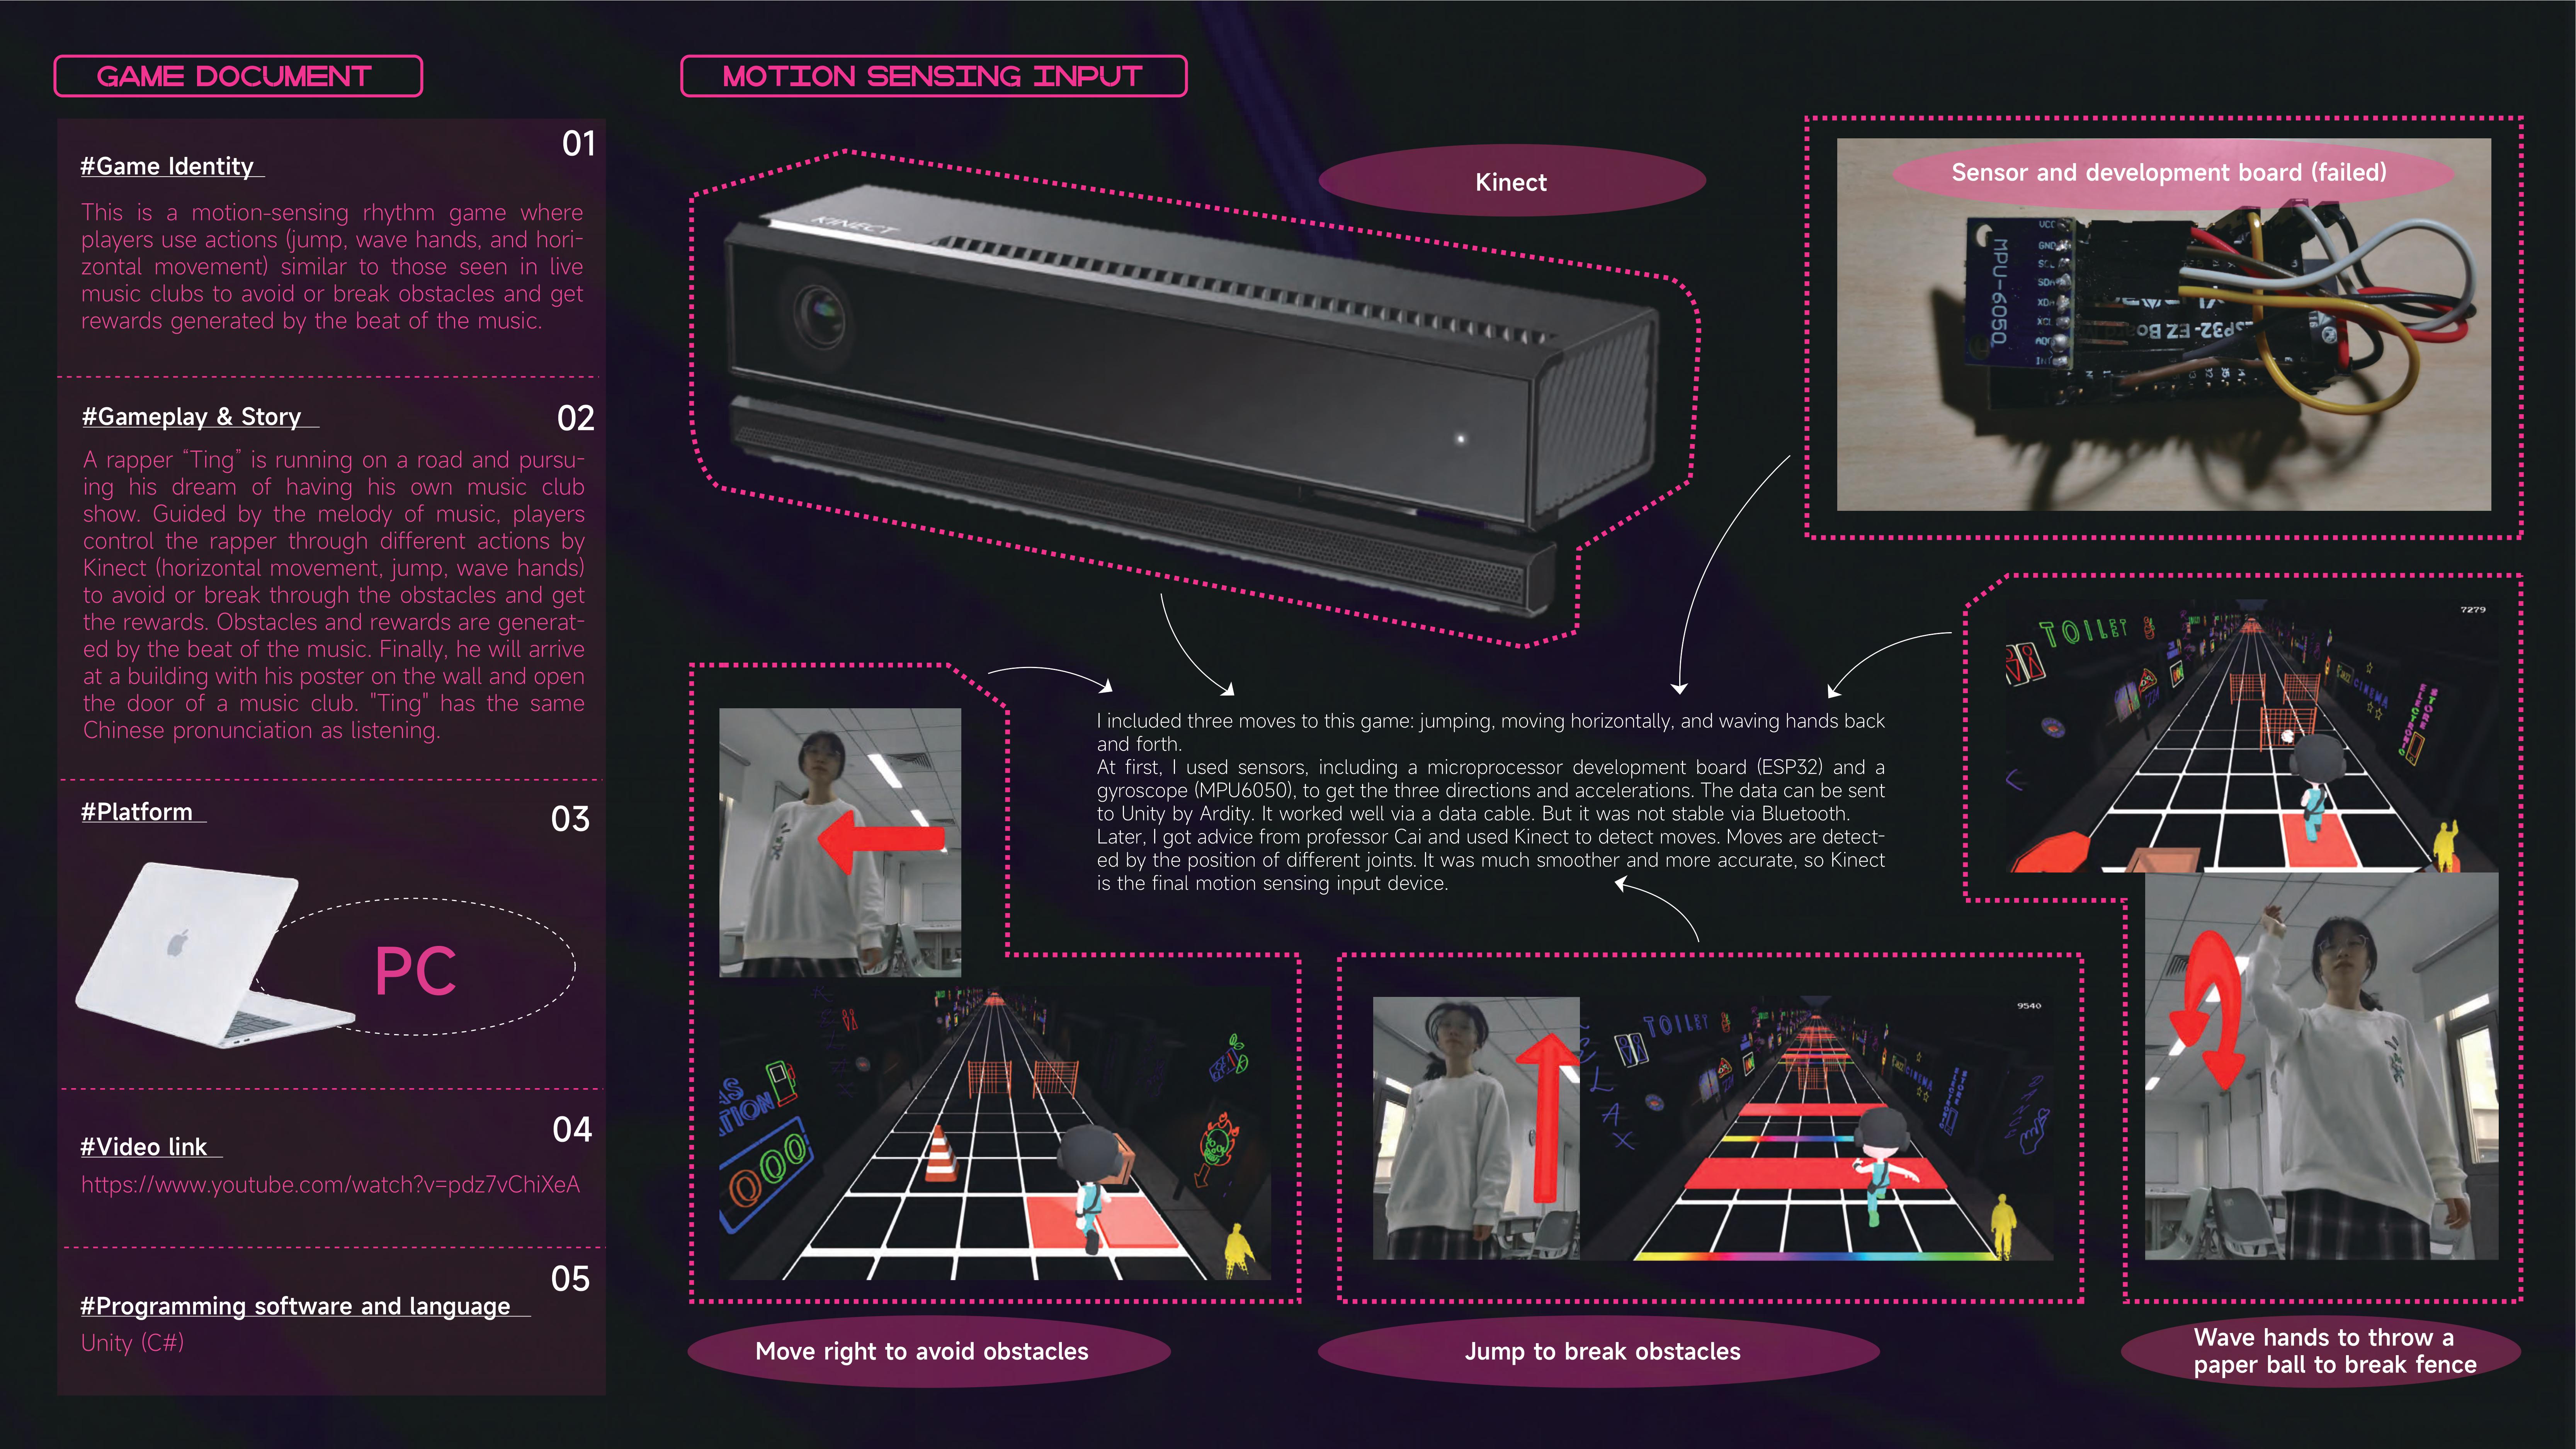 GAME DOCUMENT
01
#Game Identity
This is a motion-sensing rhythm game where
players use actions (jump, wave hands, and hori-
zontal movement) similar to those seen in live
music clubs to avoid or break obstacles and get
rewards generated by the beat of the music.
#Gameplay & Story
02
A rapper “Ting” is running on a road and pursu-
ing his dream of having his own music club
show. Guided by the melody of music, players
control the rapper through different actions by
Kinect (horizontal movement, jump, wave hands)
to avoid or break through the obstacles and get
the rewards. Obstacles and rewards are generat-
ed by the beat of the music. Finally, he will arrive
at a building with his poster on the wall and open
the door of a music club. "Ting" has the same
Chinese pronunciation as listening.
#Platform
03
PC
04
#Video link
https://www.youtube.com/watch?v=pdz7vChiXeA
05
#Programming software and language
Unity (C#)
MOTION SENSING INPUT
Kinect
KINECT
Sensor and development board (failed)
MPU-6050
VCC
GND
ESP32-EZ Board
I included three moves to this game: jumping, moving horizontally, and waving hands back
and forth.
At first, I used sensors, including a microprocessor development board (ESP32) and a
gyroscope (MPU6050), to get the three directions and accelerations. The data can be sent
to Unity by Ardity. It worked well via a data cable. But it was not stable via Bluetooth.
Later, I got advice from professor Cai and used Kinect to detect moves. Moves are detect-
ed by the position of different joints. It was much smoother and more accurate, so Kinect
is the final motion sensing input device.
7279
TOILET
CINEMA
9540
TOILET
CINEMA
Move right to avoid obstacles
Jump to break obstacles
Wave hands to throw a
paper ball to break fence